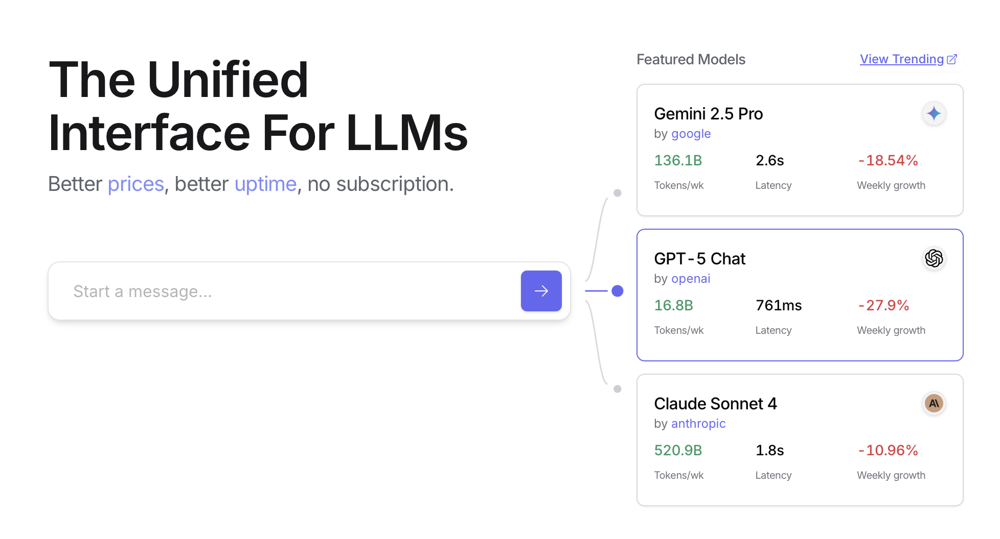 The Unified
Interface For LLMs
Better prices, better uptime, no subscription.
Start a message...
Featured Models
View Trending
Gemini 2.5 Pro
by google
136.1B 2.6s -18.54%
Tokens/wk Latency Weekly growth
GPT-5 Chat
by openai
16.8B 761ms -27.9%
Tokens/wk Latency Weekly growth
Claude Sonnet 4
by anthropic
520.9B 1.8s -10.96%
Tokens/wk Latency Weekly growth